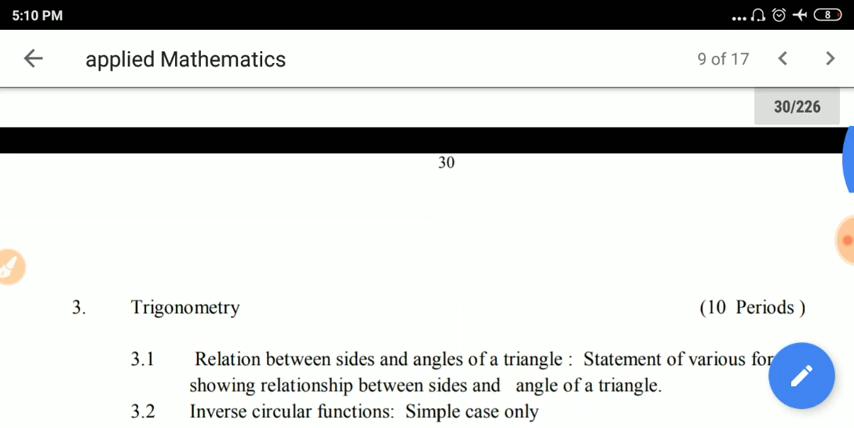 5:10 PM
8
applied Mathematics
9 of 17
30/226
30
3. Trigonometry (10 Periods )
3.1 Relation between sides and angles of a triangle : Statement of various for
showing relationship between sides and angle of a triangle.
3.2 Inverse circular functions: Simple case only